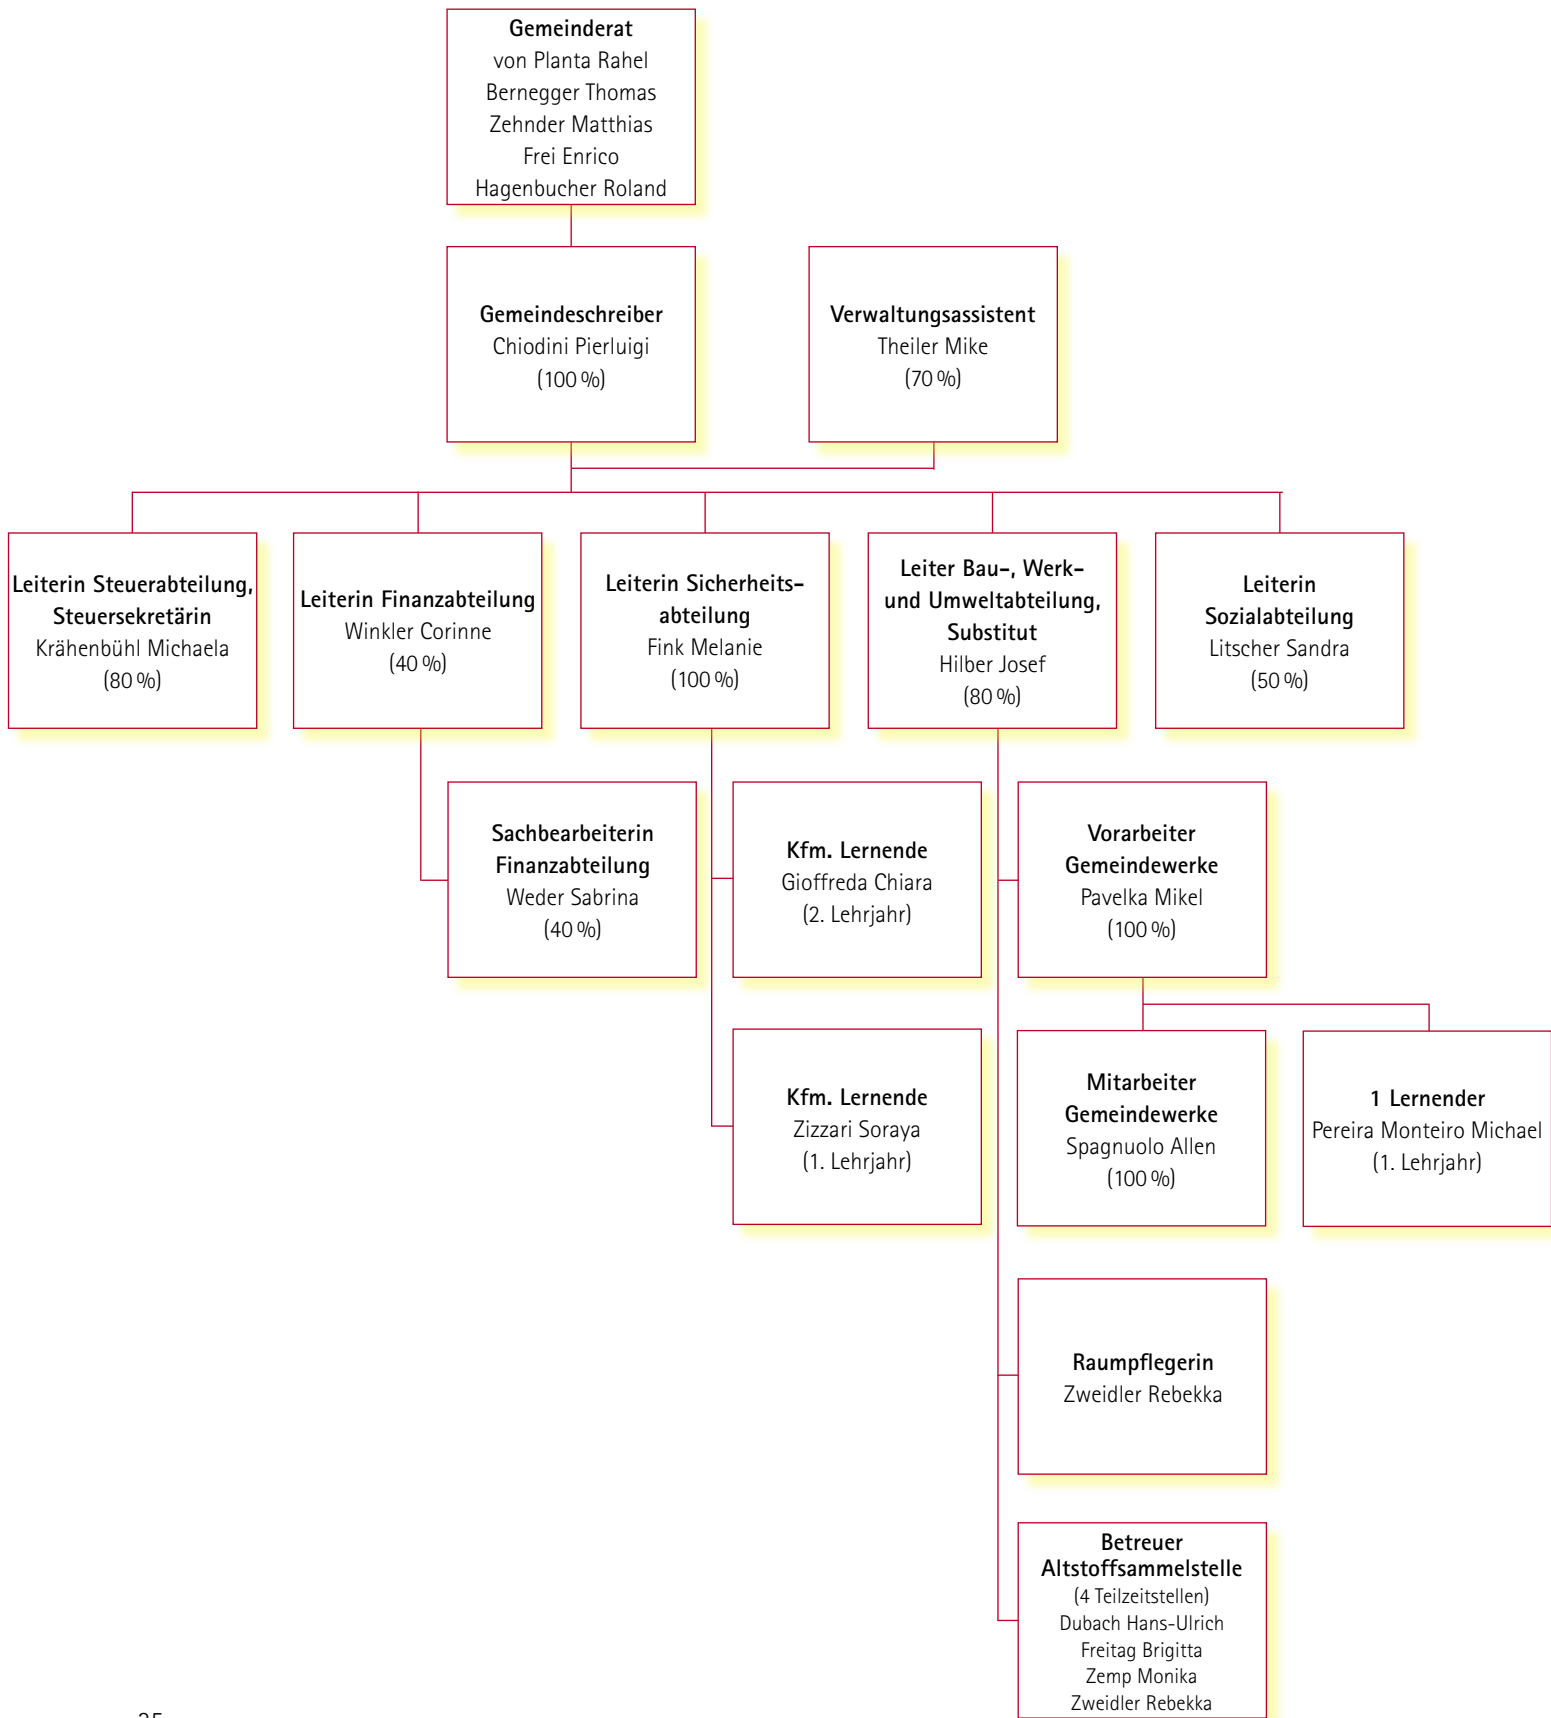 Gemeinderat
von Planta Rahel
Bernegger Thomas
Zehnder Matthias
Frei Enrico
Hagenbucher Roland
Gemeindeschreiber
Chiodini Pierluigi
(100 %)
Verwaltungsassistent
Theiler Mike
(70 %)
Leiterin Steuerabteilung,
Steuersekretärin
Krähenbühl Michaela
(80 %)
Leiterin Finanzabteilung
Winkler Corinne
(40 %)
Leiterin Sicherheits-
abteilung
Fink Melanie
(100 %)
Leiter Bau-, Werk-
und Umweltabteilung,
Substitut
Hilber Josef
(80 %)
Leiterin
Sozialabteilung
Litscher Sandra
(50 %)
Sachbearbeiterin
Finanzabteilung
Weder Sabrina
(40 %)
Kfm. Lernende
Gioffreda Chiara
(2. Lehrjahr)
Vorarbeiter
Gemeindewerke
Pavelka Mikel
(100 %)
Kfm. Lernende
Zizzari Soraya
(1. Lehrjahr)
Mitarbeiter
Gemeindewerke
Spagnuolo Allen
(100 %)
1 Lernender
Pereira Monteiro Michael
(1. Lehrjahr)
Raumpflegerin
Zweidler Rebekka
Betreuer
Altstoffsammelstelle
(4 Teilzeitstellen)
Dubach Hans-Ulrich
Freitag Brigitta
Zemp Monika
Zweidler Rebekka